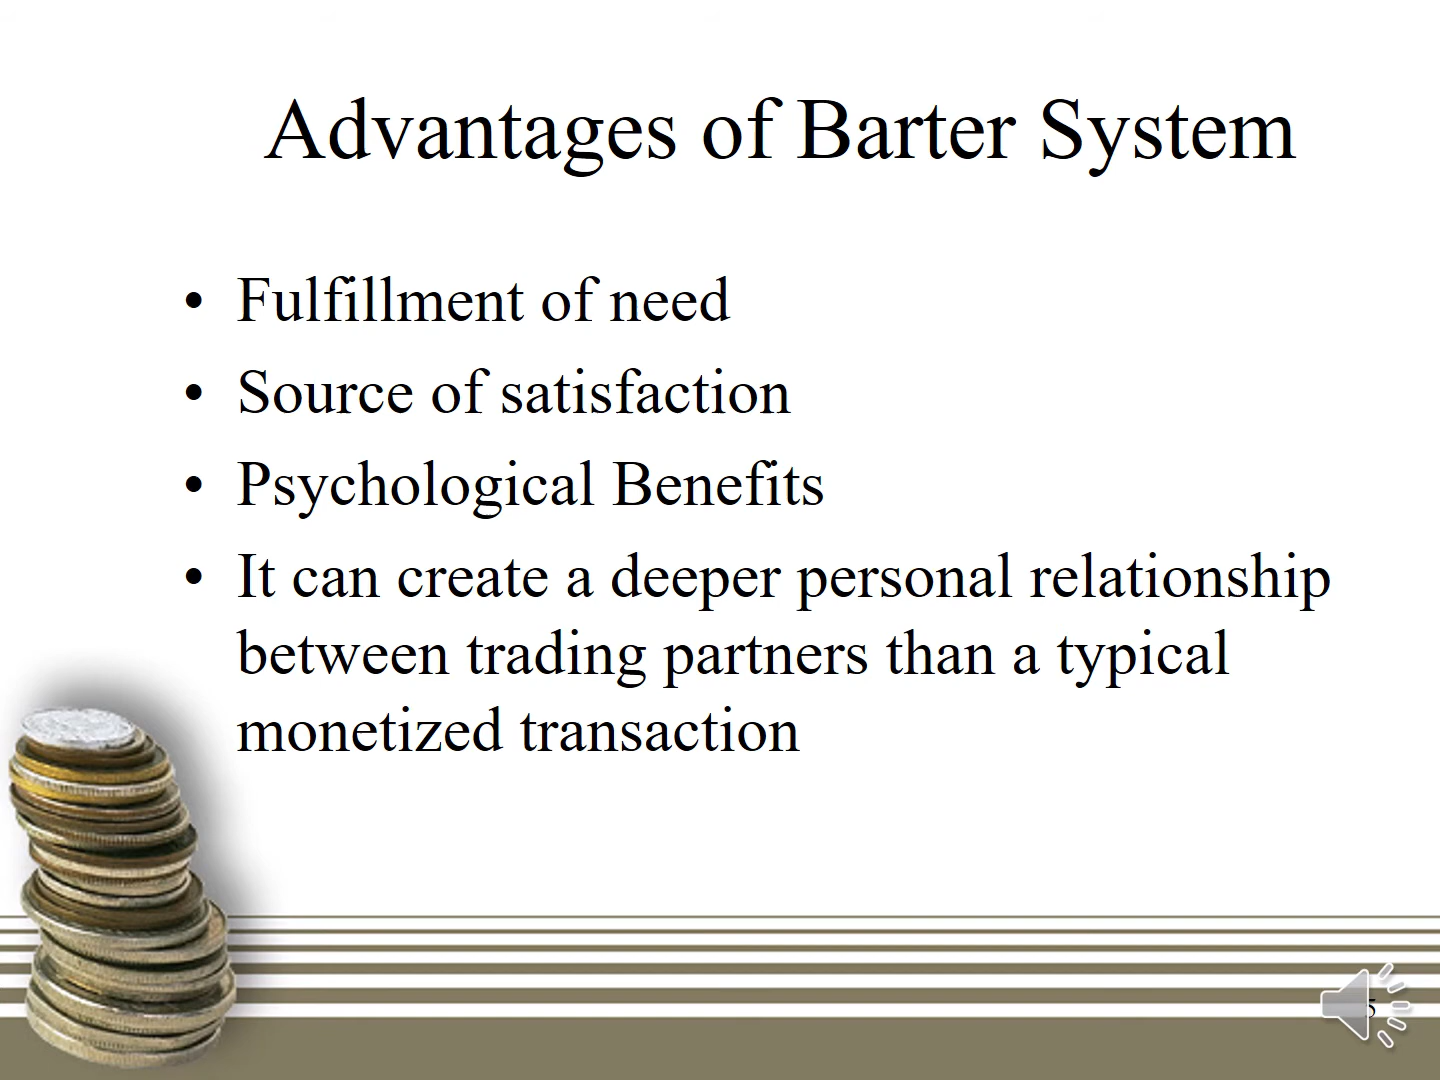 Advantages of Barter System
• Fulfillment of need
• Source of satisfaction
• Psychological Benefits
• It can create a deeper personal relationship
between trading partners than a typical
monetized transaction
5